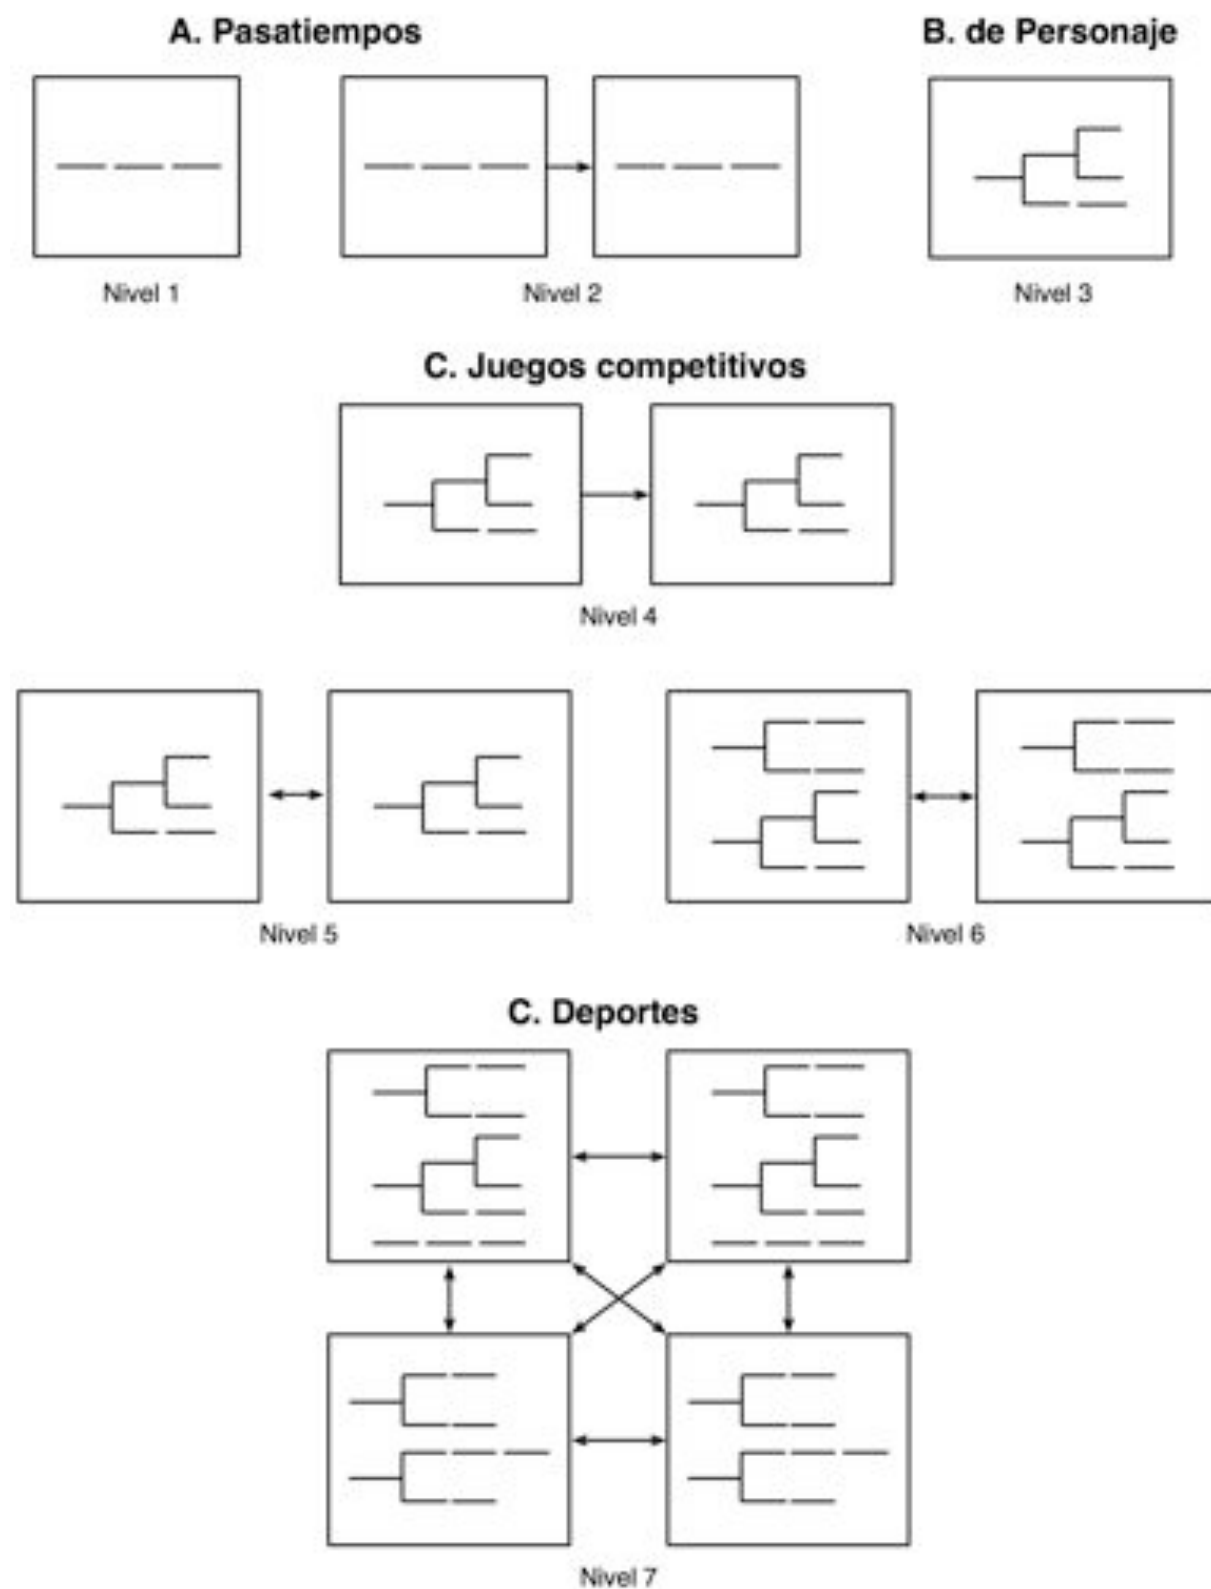 A. Pasatiempos
B. de Personaje
Nivel 1
Nivel 2
Nivel 3
C. Juegos competitivos
Nivel 4
Nivel 5
Nivel 6
C. Deportes
Nivel 7